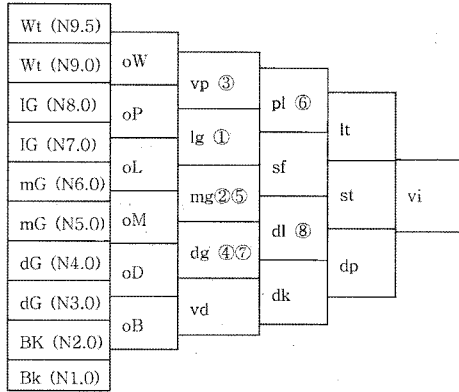 Wt (N9.5)
Wt (N9.0)
lG (N8.0)
lG (N7.0)
mG (N6.0)
mG (N5.0)
dG (N4.0)
dG (N3.0)
BK (N2.0)
Bk (N1.0)
oW
oP
oL
oM
oD
oB
vp ③
lg ①
mg②⑤
dg ④⑦
vd
pl ⑥
sf
dl ⑧
dk
lt
st
dp
vi